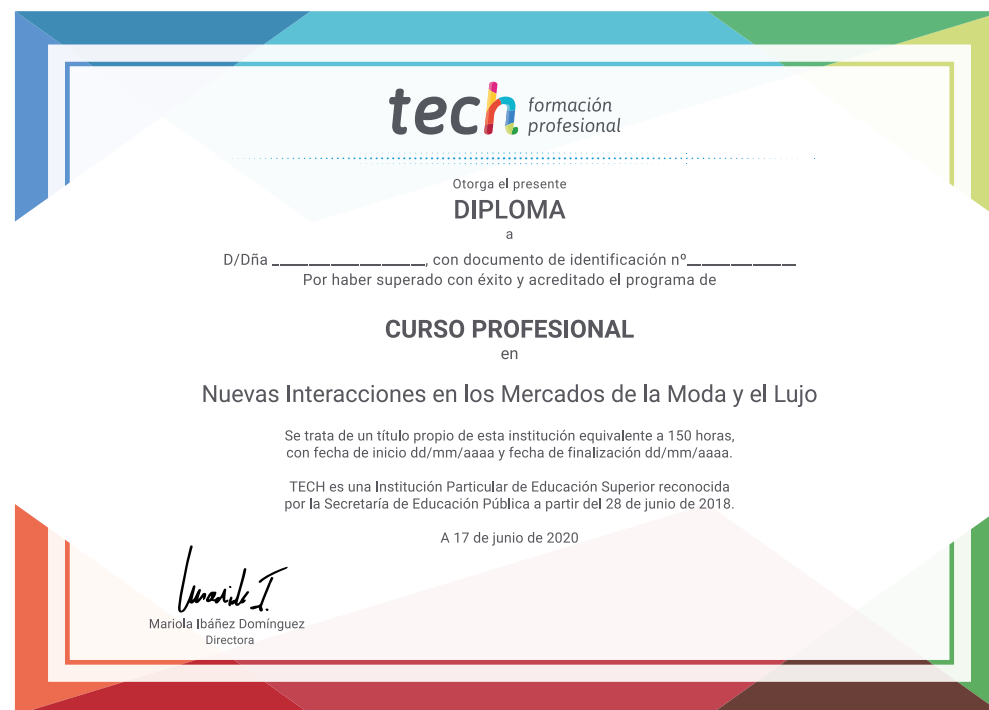 tech formación
profesional
Otorga el presente
DIPLOMA
a
D/Dña ____________________, con documento de identificación nº______________
Por haber superado con éxito y acreditado el programa de
CURSO PROFESIONAL
en
Nuevas Interacciones en los Mercados de la Moda y el Lujo
Se trata de un título propio de esta institución equivalente a 150 horas,
con fecha de inicio dd/mm/aaaa y fecha de finalización dd/mm/aaaa.
TECH es una Institución Particular de Educación Superior reconocida
por la Secretaría de Educación Pública a partir del 28 de junio de 2018.
A 17 de junio de 2020
Mariola Ibáñez Domínguez
Directora